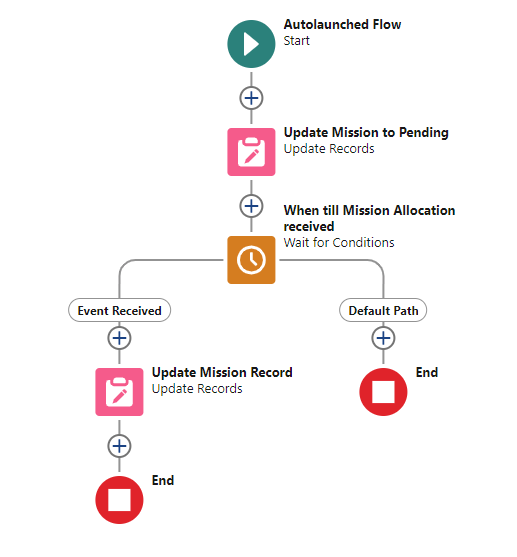 Autolaunched Flow
Start
Update Mission to Pending
Update Records
When till Mission Allocation
received
Wait for Conditions
Event Received
Default Path
Update Mission Record
Update Records
End
End